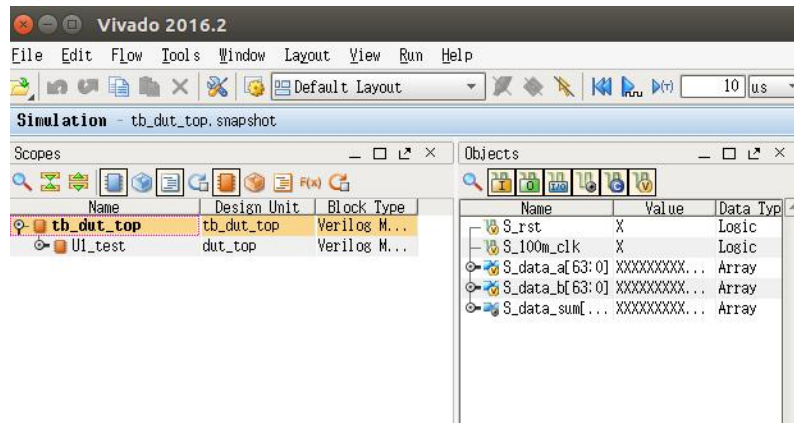 Vivado 2016.2
File Edit Flow Tools Window Layout View Run Help
Default Layout 10 us
Simulation - tb_dut_top, snapshot
Scopes
F(x)
Name Design Unit Block Type
tb_dut_top tb_dut_top Verilog M...
U1_test dut_top Verilog M...
Objects
Name Value Data Typ
S_rst X Logic
S_100m_clk X Logic
S_data_a[63:0] XXXXXXXXX... Array
S_data_b[63:0] XXXXXXXXX... Array
S_data_sum[... XXXXXXXXX... Array